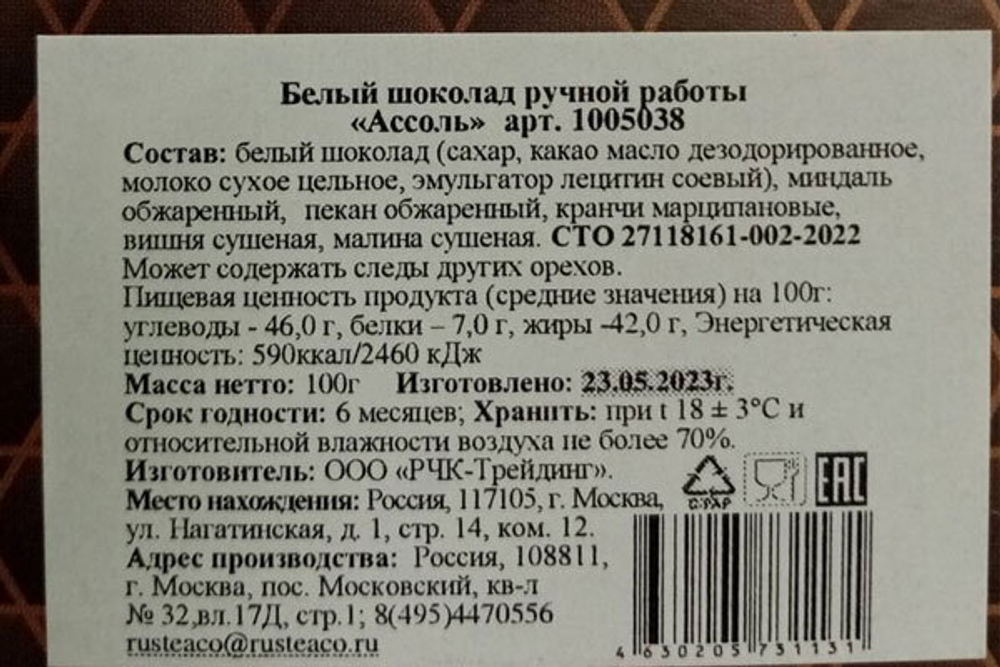 Белый шоколад ручной работы
«Ассоль» арт. 1005038
Состав: белый шоколад (сахар, какао масло дезодорированное,
молоко сухое цельное, эмульгатор лецитин соевый), миндаль
обжаренный, пекан обжаренный, кранчи марципановые,
вишня сушеная, малина сушеная. СТО 27118161-002-2022
Может содержать следы других орехов.
Пищевая ценность продукта (средние значения) на 100г:
углеводы - 46,0 г, белки – 7,0 г, жиры -42,0 г, Энергетическая
ценность: 590ккал/2460 кДж
Масса нетто: 100г Изготовлено: 23.05.2023г.
Срок годности: 6 месяцев; Хранить: при t 18 ± 3°С и
относительной влажности воздуха не более 70%.
Изготовитель: ООО «РЧК-Трейдинг».
Место нахождения: Россия, 117105, г. Москва,
ул. Нагатинская, д. 1, стр. 14, ком. 12.
Адрес производства: Россия, 108811,
г. Москва, пос. Московский, кв-л
№ 32,вл.17Д, стр.1; 8(495)4470556
rusteaco@rusteaco.ru
C/PAP
EAC
4 630205 731131